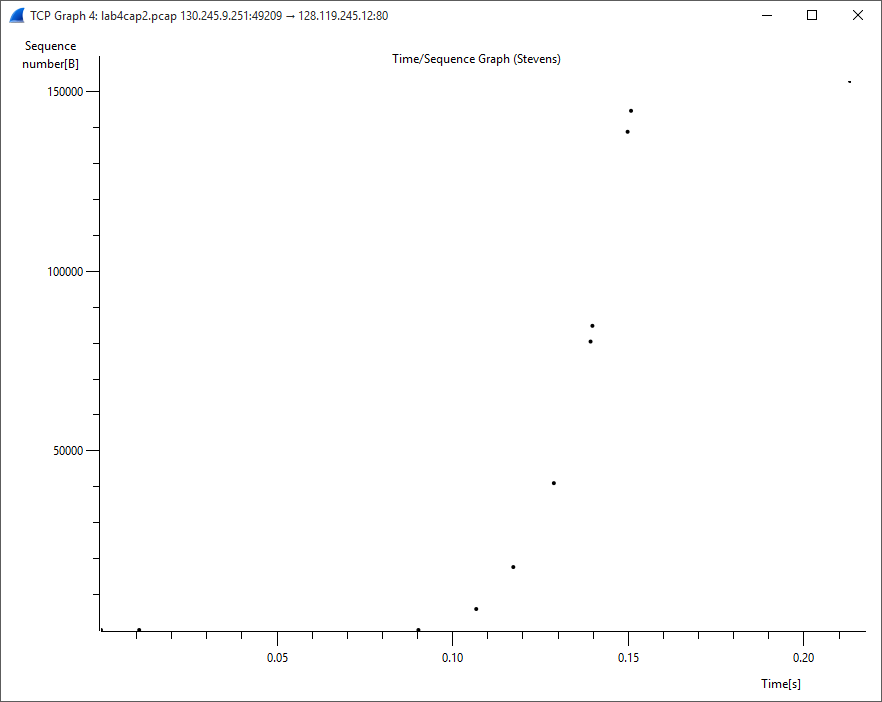 TCP Graph 4: lab4cap2.pcap 130.245.9.251:49209 → 128.119.245.12:80
Sequence
number[B]
Time/Sequence Graph (Stevens)
150000
100000
50000
0.05
0.10
0.15
0.20
Time[s]